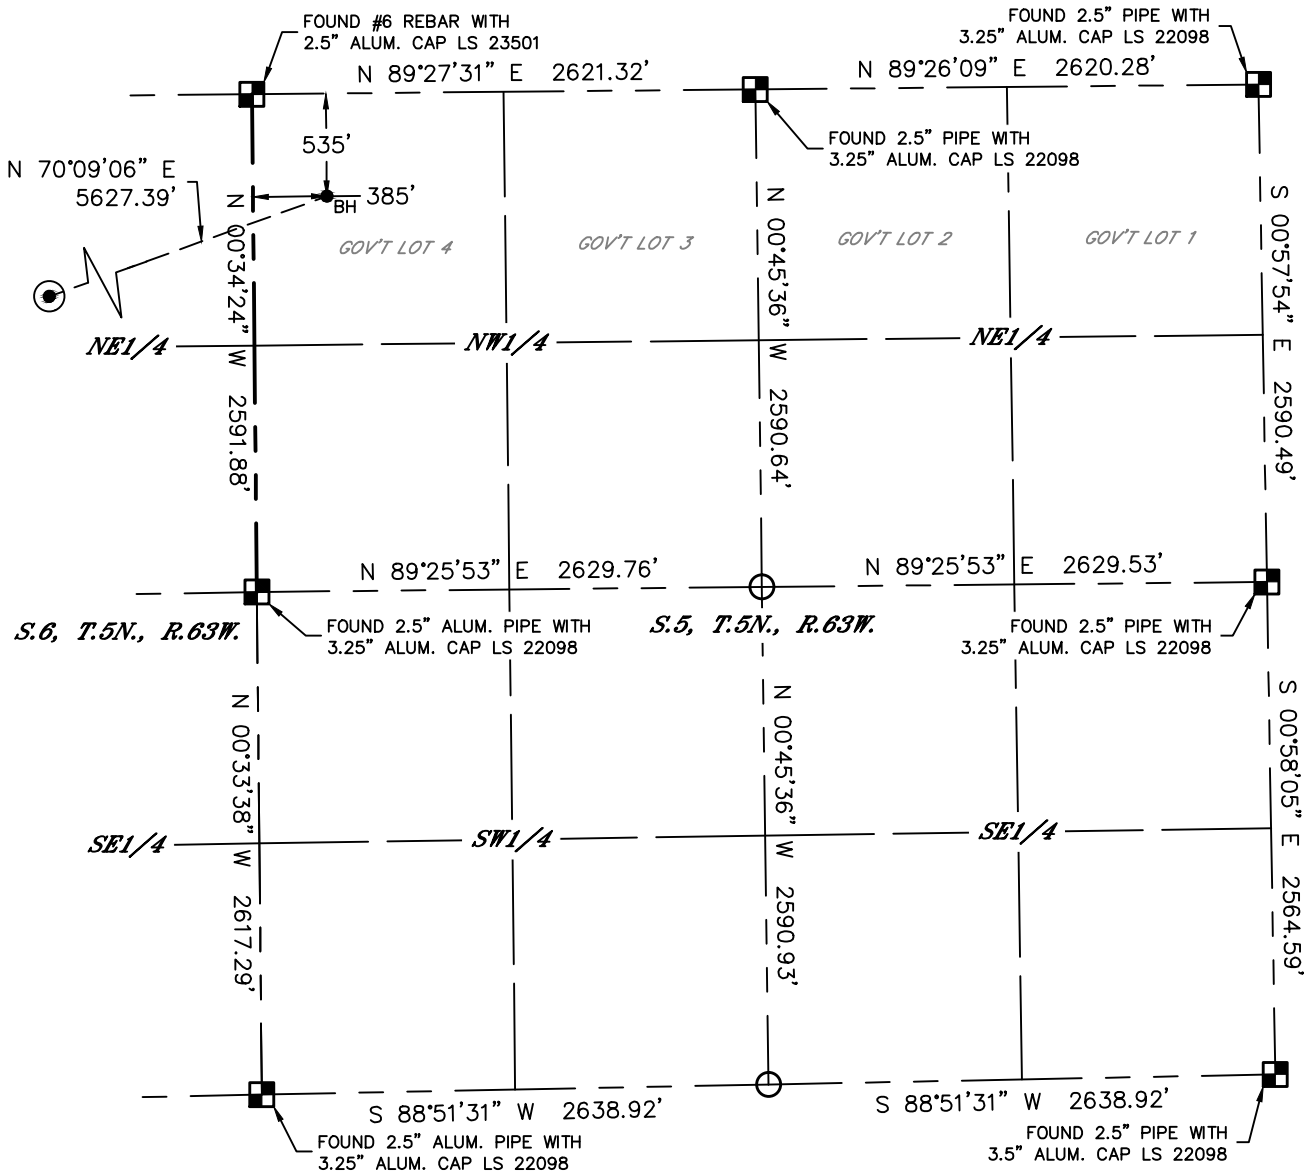 FOUND #6 REBAR WITH
2.5" ALUM. CAP LS 23501
FOUND 2.5" PIPE WITH
3.25" ALUM. CAP LS 22098
N 89°27'31" E 2621.32'
N 89°26'09" E 2620.28'
FOUND 2.5" PIPE WITH
3.25" ALUM. CAP LS 22098
535'
N 70°09'06" E
5627.39'
385'
BH
N 00°34'24" W 2591.88'
N 00°45'36" W 2590.64'
S 00°57'54" E 2590.49'
GOV'T LOT 4
GOV'T LOT 3
GOV'T LOT 2
GOV'T LOT 1
NE1/4
NW1/4
NE1/4
N 89°25'53" E 2629.76'
N 89°25'53" E 2629.53'
S.6, T.5N., R.63W.
FOUND 2.5" ALUM. PIPE WITH
3.25" ALUM. CAP LS 22098
S.5, T.5N., R.63W.
FOUND 2.5" PIPE WITH
3.25" ALUM. CAP LS 22098
N 00°33'38" W 2617.29'
N 00°45'36" W 2590.93'
S 00°58'05" E 2564.59'
SE1/4
SW1/4
SE1/4
S 88°51'31" W 2638.92'
S 88°51'31" W 2638.92'
FOUND 2.5" ALUM. PIPE WITH
3.25" ALUM. CAP LS 22098
FOUND 2.5" PIPE WITH
3.5" ALUM. CAP LS 22098